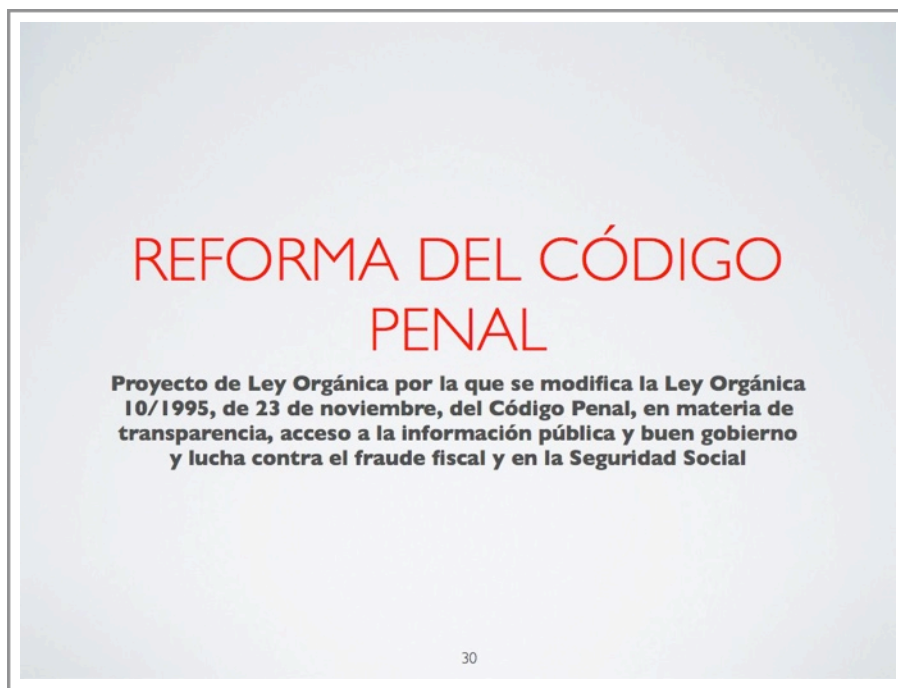 REFORMA DEL CÓDIGO
PENAL
Proyecto de Ley Orgánica por la que se modifica la Ley Orgánica
10/1995, de 23 de noviembre, del Código Penal, en materia de
transparencia, acceso a la información pública y buen gobierno
y lucha contra el fraude fiscal y en la Seguridad Social
30